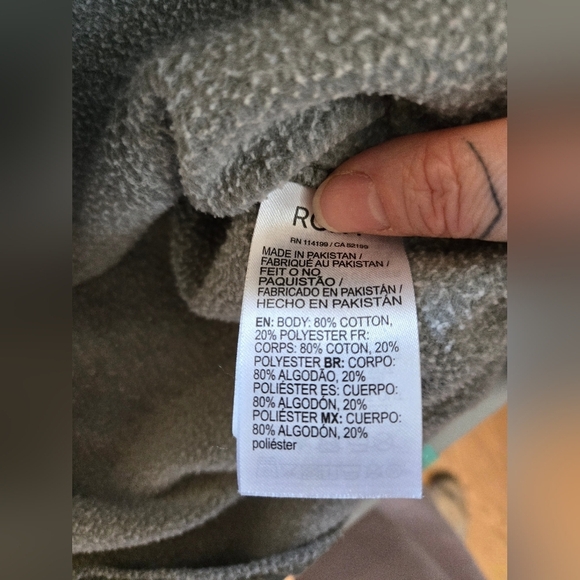 RN 114199 / CA 52199
MADE IN PAKISTAN /
FABRIQUÉ AU PAKISTAN /
FEIT O NO
PAQUISTÃO /
FABRICADO EN PAKISTÁN /
HECHO EN PAKISTÁN
EN: BODY: 80% COTTON,
20% POLYESTER FR:
CORPS: 80% COTON, 20%
POLYESTER BR: CORPO:
80% ALGODÃO, 20%
POLIÉSTER ES: CUERPO:
80% ALGODÓN, 20%
POLIÉSTER MX: CUERPO:
80% ALGODÓN, 20%
poliéster